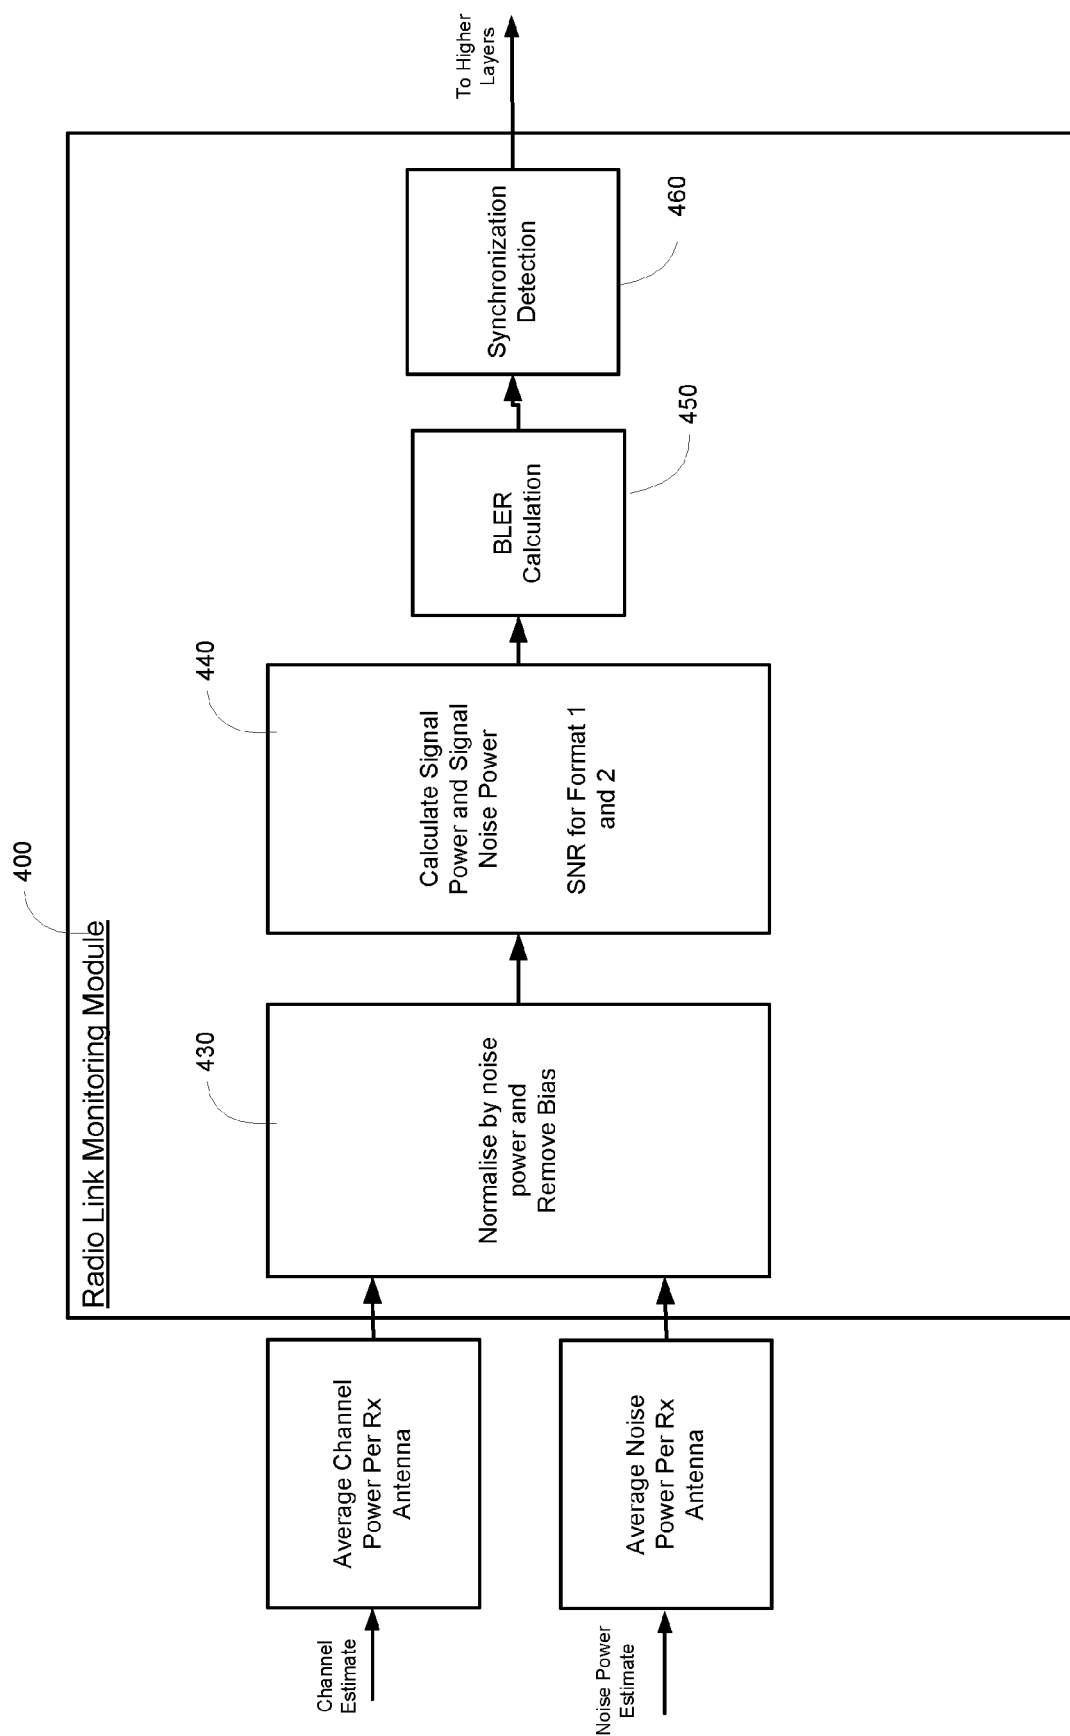 Radio Link Monitoring Module
400
Channel
Estimate
Average Channel
Power Per Rx
Antenna
Noise Power
Estimate
Average Noise
Power Per Rx
Antenna
430
Normalise by noise
power and
Remove Bias
440
Calculate Signal
Power and Signal
Noise Power
SNR for Format 1
and 2
BLER
Calculation
450
Synchronization
Detection
460
To Higher
Layers